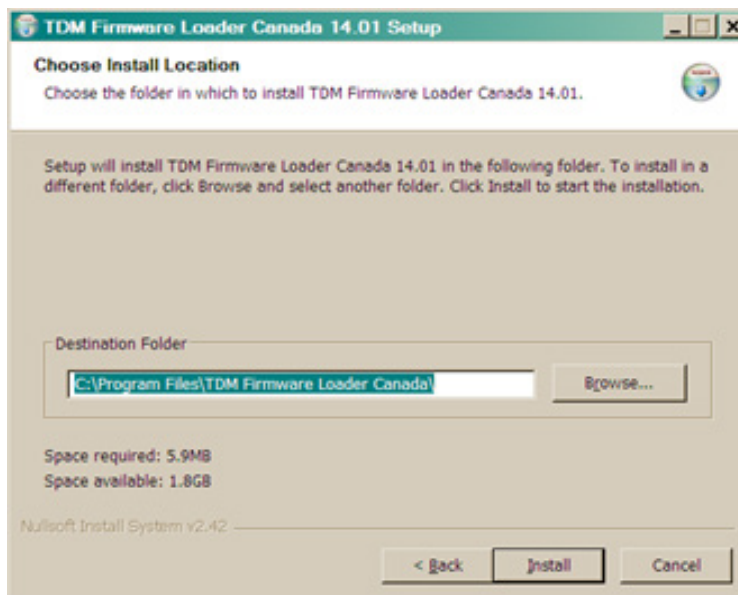 TDM Firmware Loader Canada 14.01 Setup
Choose Install Location
Choose the folder in which to install TDM Firmware Loader Canada 14.01.
Setup will install TDM Firmware Loader Canada 14.01 in the following folder. To install in a
different folder, click Browse and select another folder. Click Install to start the installation.
Destination Folder
C:\Program Files\TDM Firmware Loader Canada\
Browse...
Space required: 5.9MB
Space available: 1.8GB
Nullsoft Install System v2.42
< Back
Install
Cancel